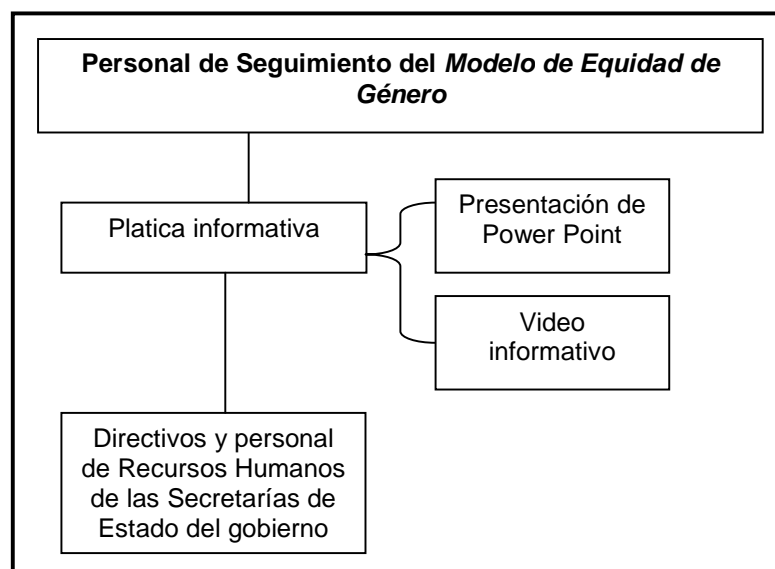 Personal de Seguimiento del Modelo de Equidad de
Género
Platica informativa
Presentación de
Power Point
Video
informativo
Directivos y personal
de Recursos Humanos
de las Secretarías de
Estado del gobierno